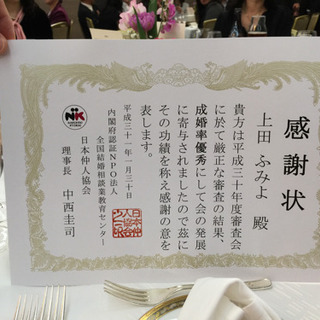 感謝状
上田 ふみよ 殿
貴方は平成三十年度審査会
に於て厳正な審査の結果、
成婚率優秀にして会の発展
に寄与されましたので茲に
その功績を称え感謝の意を
表します。
平成三十一年一月三十日
内閣府認証NPO法人
全国結婚相談業教育センター
日本仲人協会
理事長 中西圭司
NK